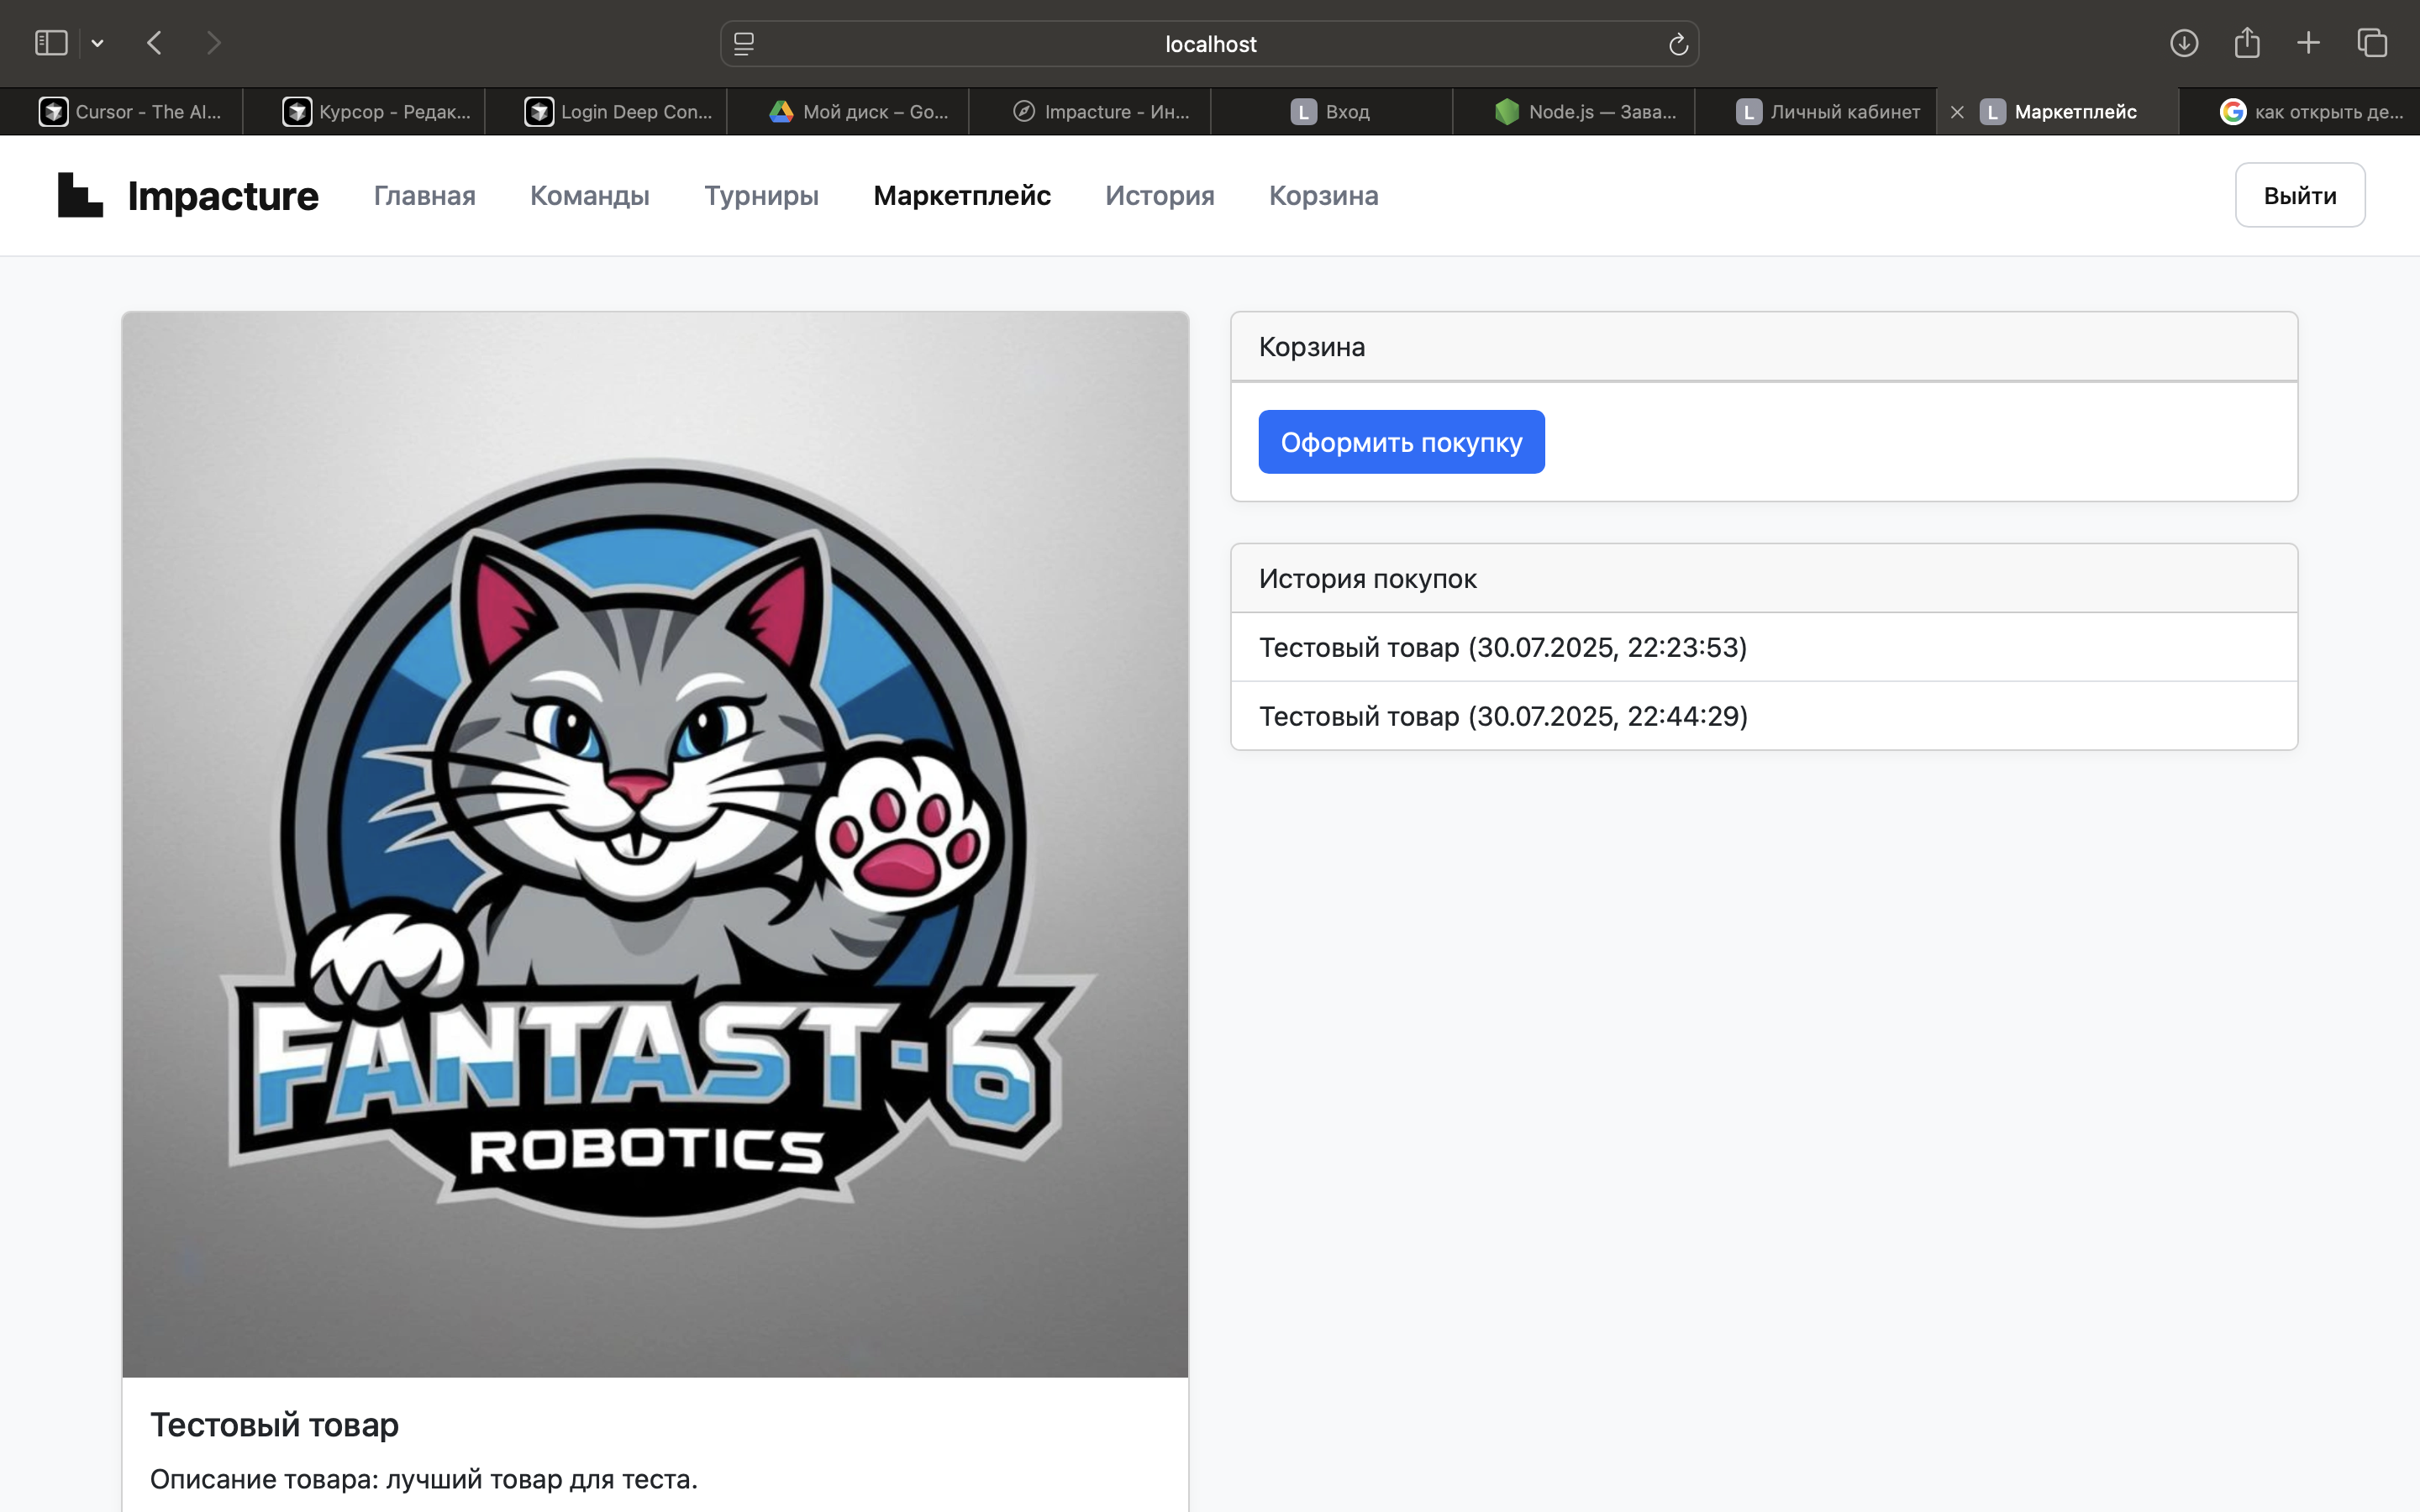 localhost
Cursor - The AI...
Курсор - Редак...
Login Deep Con...
Мой диск – Go...
Impacture - Ин...
L Вход
Node.js — Зава...
L Личный кабинет
L Маркетплейс
как открыть де...
Impacture
Главная
Команды
Турниры
Маркетплейс
История
Корзина
Выйти
FANTAST-6
ROBOTICS
Тестовый товар
Описание товара: лучший товар для теста.
Корзина
Оформить покупку
История покупок
Тестовый товар (30.07.2025, 22:23:53)
Тестовый товар (30.07.2025, 22:44:29)